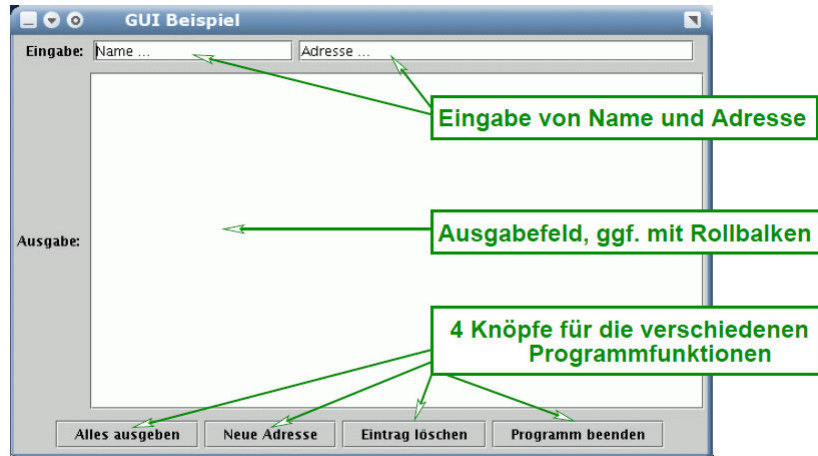 GUI Beispiel
Eingabe: Name ... Adresse ...
Eingabe von Name und Adresse
Ausgabe:
Ausgabefeld, ggf. mit Rollbalken
4 Knöpfe für die verschiedenen
Programmfunktionen
Alles ausgeben Neue Adresse Eintrag löschen Programm beenden